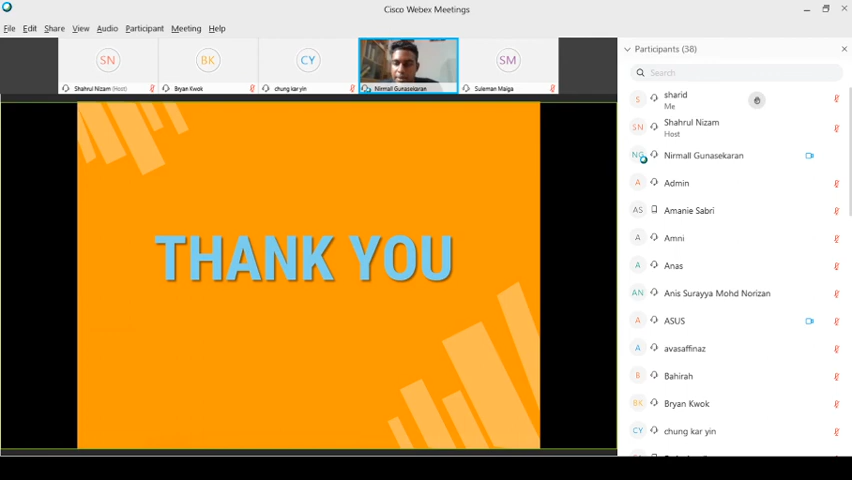 Cisco Webex Meetings
File Edit Share View Audio Participant Meeting Help
SN BK CY SM
Shahrul Nizam (Host) Bryan Kwok chung kar yin Nirmall Gunasekaran Suleman Maiga
THANK YOU
Participants (38)
Search
S sharid
Me
SN Shahrul Nizam
Host
NG Nirmall Gunasekaran
A Admin
AS Amanie Sabri
A Amni
A Anas
AN Anis Surayya Mohd Norizan
A ASUS
A avasaffinaz
B Bahirah
BK Bryan Kwok
CY chung kar yin